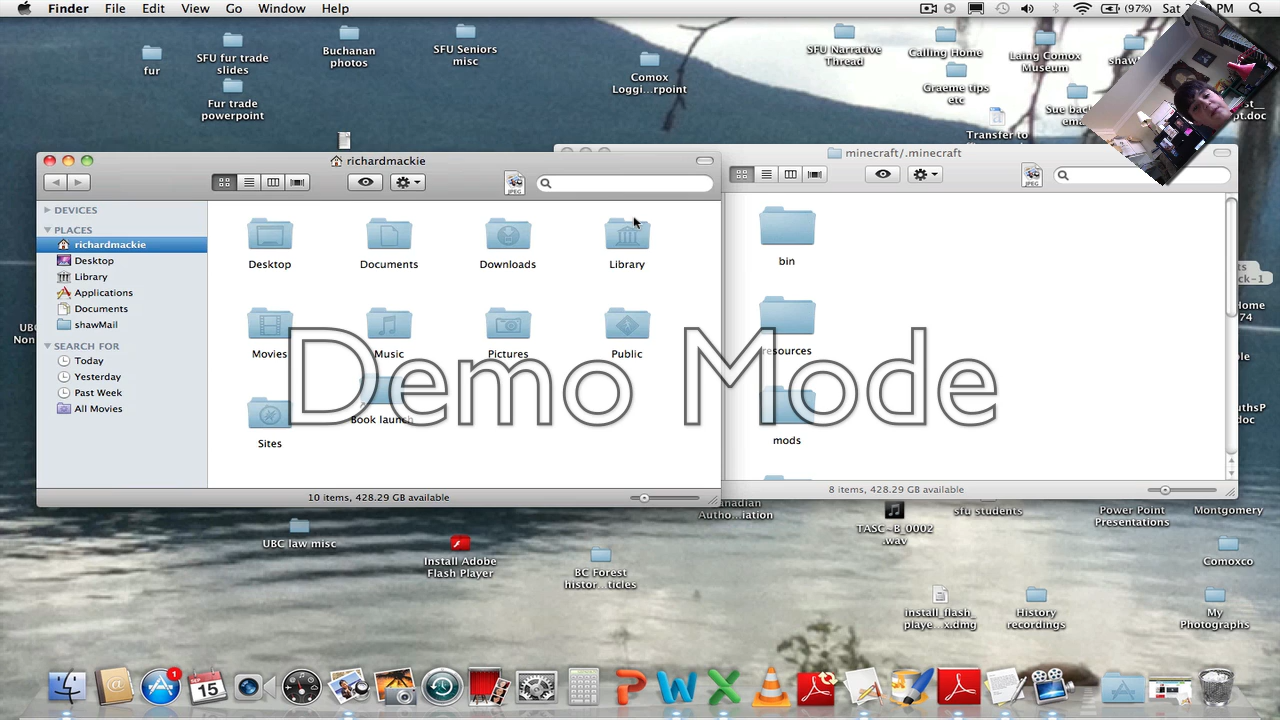 Finder File Edit View Go Window Help
(97%) Sat
fur
SFU fur trade
slides
Fur trade
powerpoint
Buchanan
photos
SFU Seniors
misc
Comox
Loggi...rpoint
SFU Narrative
Thread
Calling Home
Graeme tips
etc
Laing Comox
Museum
Transfer to
richardmackie
DEVICES
PLACES
richardmackie
Desktop
Library
Applications
Documents
shawMail
SEARCH FOR
Today
Yesterday
Past Week
All Movies
JPEG
Desktop
Documents
Downloads
Library
Movies
Music
Pictures
Public
Sites
Book launch
10 items, 428.29 GB available
minecraft/.minecraft
JPEG
bin
resources
mods
8 items, 428.29 GB available
Demo Mode
UBC law misc
Install Adobe
Flash Player
BC Forest
histor...ticles
TASC~B_0002
.wav
sfu students
Power Point
Presentations
Montgomery
Comoxco
install_flash_
playe...x.dmg
History
recordings
My
Photographs
1
15